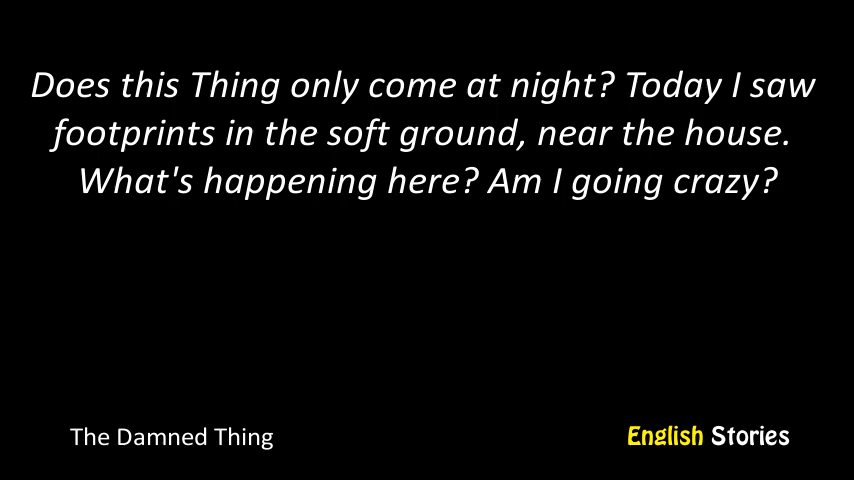 Does this Thing only come at night? Today I saw
footprints in the soft ground, near the house.
What's happening here? Am I going crazy?
The Damned Thing
English Stories